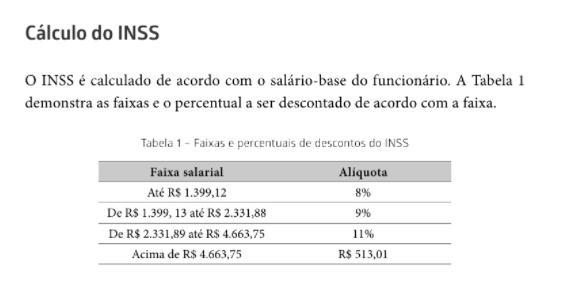 Cálculo do INSS
O INSS é calculado de acordo com o salário-base do funcionário. A Tabela 1
demonstra as faixas e o percentual a ser descontado de acordo com a faixa.
Tabela 1 – Faixas e percentuais de descontos do INSS
Faixa salarial Alíquota
Até R$ 1.399,12 8%
De R$ 1.399, 13 até R$ 2.331,88 9%
De R$ 2.331,89 até R$ 4.663,75 11%
Acima de R$ 4.663,75 R$ 513,01